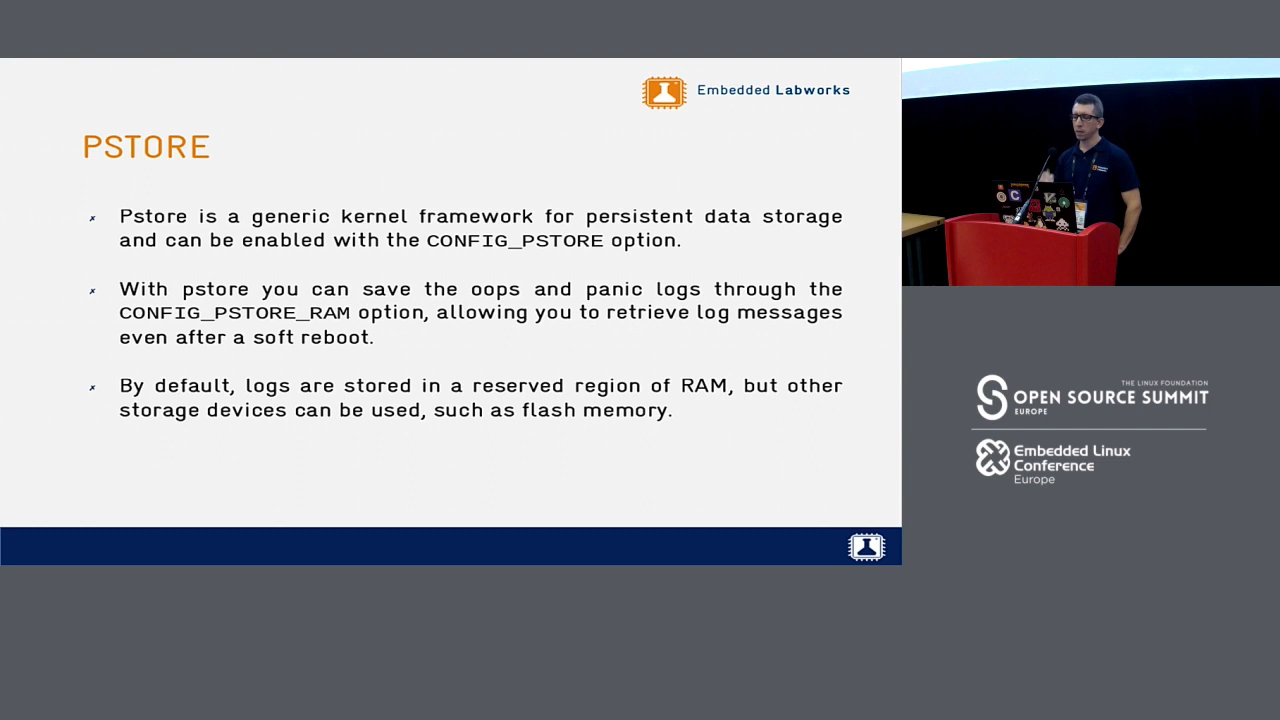 Embedded Labworks
PSTORE
Pstore is a generic kernel framework for persistent data storage
and can be enabled with the CONFIG_PSTORE option.
With pstore you can save the oops and panic logs through the
CONFIG_PSTORE_RAM option, allowing you to retrieve log messages
even after a soft reboot.
By default, logs are stored in a reserved region of RAM, but other
storage devices can be used, such as flash memory.
THE LINUX FOUNDATION
OPEN SOURCE SUMMIT
EUROPE
Embedded Linux
Conference
Europe